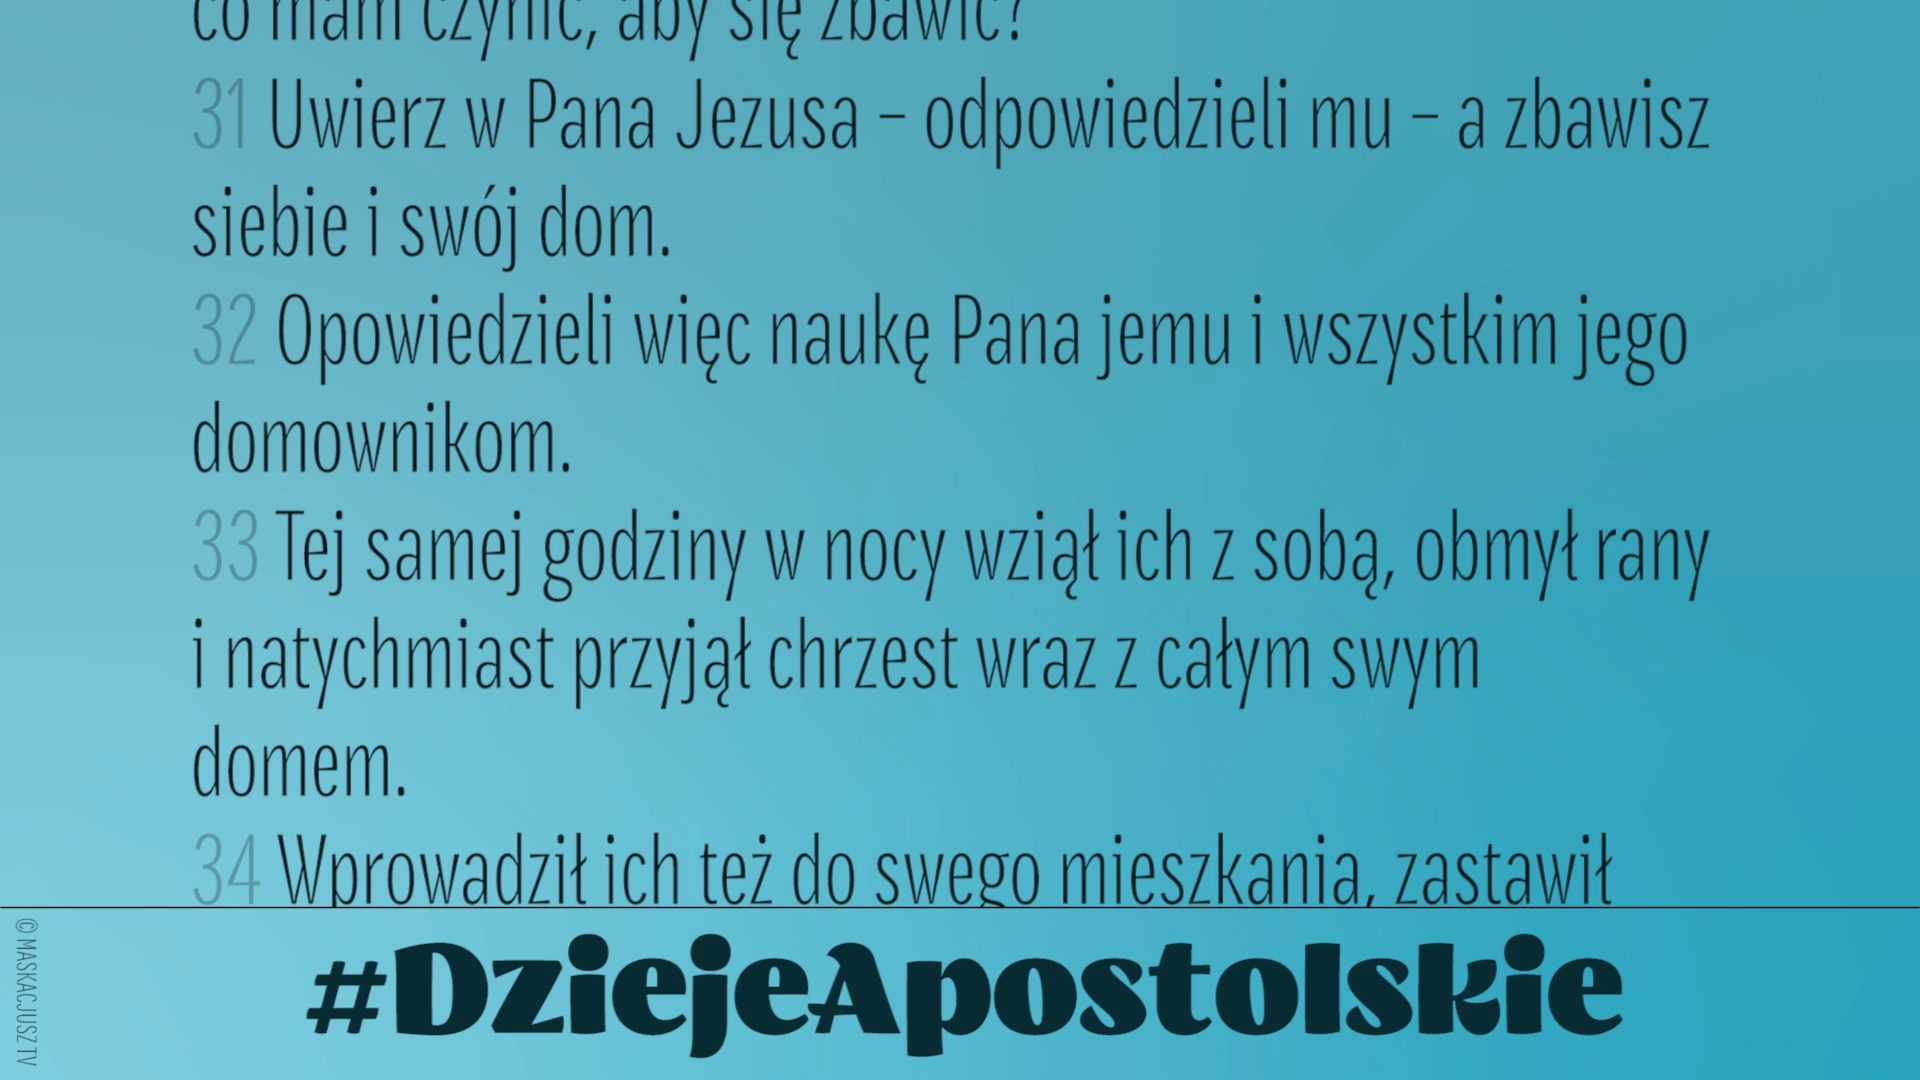 co mam czynić, aby się zbawić?
31 Uwierz w Pana Jezusa – odpowiedzieli mu – a zbawisz
siebie i swój dom.
32 Opowiedzieli więc naukę Pana jemu i wszystkim jego
domownikom.
33 Tej samej godziny w nocy wziął ich z sobą, obmył rany
i natychmiast przyjął chrzest wraz z całym swym
domem.
34 Wprowadził ich też do swego mieszkania, zastawił
#DziejeApostolskie
© MASKACJUSZ TV